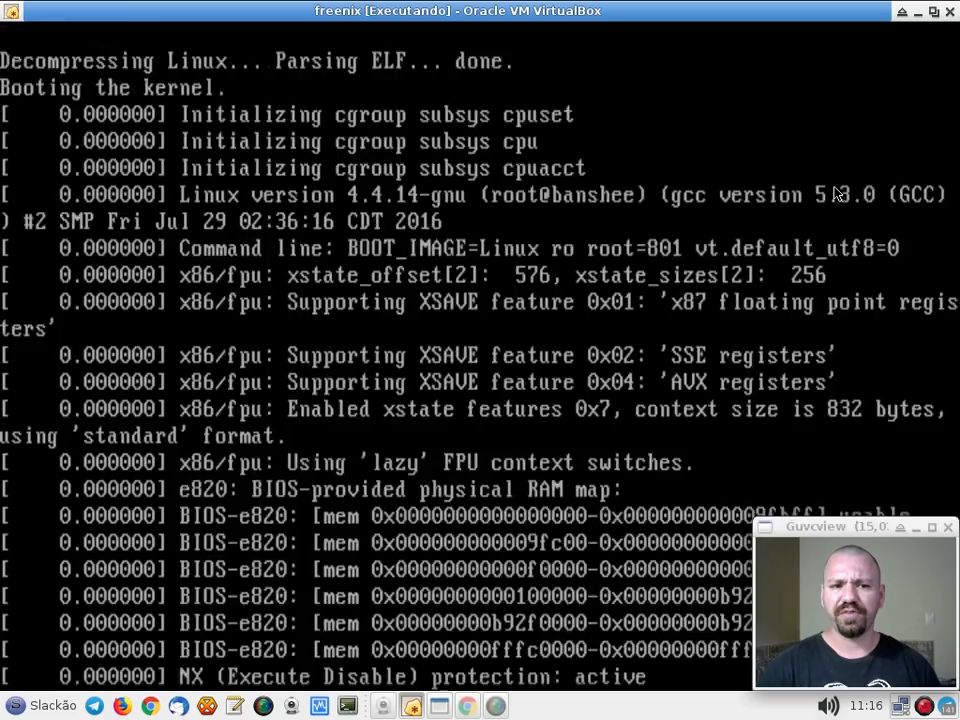 freenix [Executando] - Oracle VM VirtualBox
Decompressing Linux... Parsing ELF... done.
Booting the kernel.
[    0.000000] Initializing cgroup subsys cpuset
[    0.000000] Initializing cgroup subsys cpu
[    0.000000] Initializing cgroup subsys cpuacct
[    0.000000] Linux version 4.4.14-gnu (root@banshee) (gcc version 5.3.0 (GCC)
) #2 SMP Fri Jul 29 02:36:16 CDT 2016
[    0.000000] Command line: BOOT_IMAGE=Linux ro root=801 vt.default_utf8=0
[    0.000000] x86/fpu: xstate_offset[2]:  576, xstate_sizes[2]:  256
[    0.000000] x86/fpu: Supporting XSAVE feature 0x01: 'x87 floating point regis
ters'
[    0.000000] x86/fpu: Supporting XSAVE feature 0x02: 'SSE registers'
[    0.000000] x86/fpu: Supporting XSAVE feature 0x04: 'AVX registers'
[    0.000000] x86/fpu: Enabled xstate features 0x7, context size is 832 bytes,
using 'standard' format.
[    0.000000] x86/fpu: Using 'lazy' FPU context switches.
[    0.000000] e820: BIOS-provided physical RAM map:
[    0.000000] BIOS-e820: [mem 0x0000000000000000-0x000000000009fbff] usable
[    0.000000] BIOS-e820: [mem 0x000000000009fc00-0x0000000000
[    0.000000] BIOS-e820: [mem 0x00000000000f0000-0x0000000000
[    0.000000] BIOS-e820: [mem 0x0000000000100000-0x00000000b92
[    0.000000] BIOS-e820: [mem 0x00000000b92f0000-0x00000000b92
[    0.000000] BIOS-e820: [mem 0x00000000fffc0000-0x00000000fff
[    0.000000] NX (Execute Disable) protection: active
Guvcview (15,0
Slackão
11:16